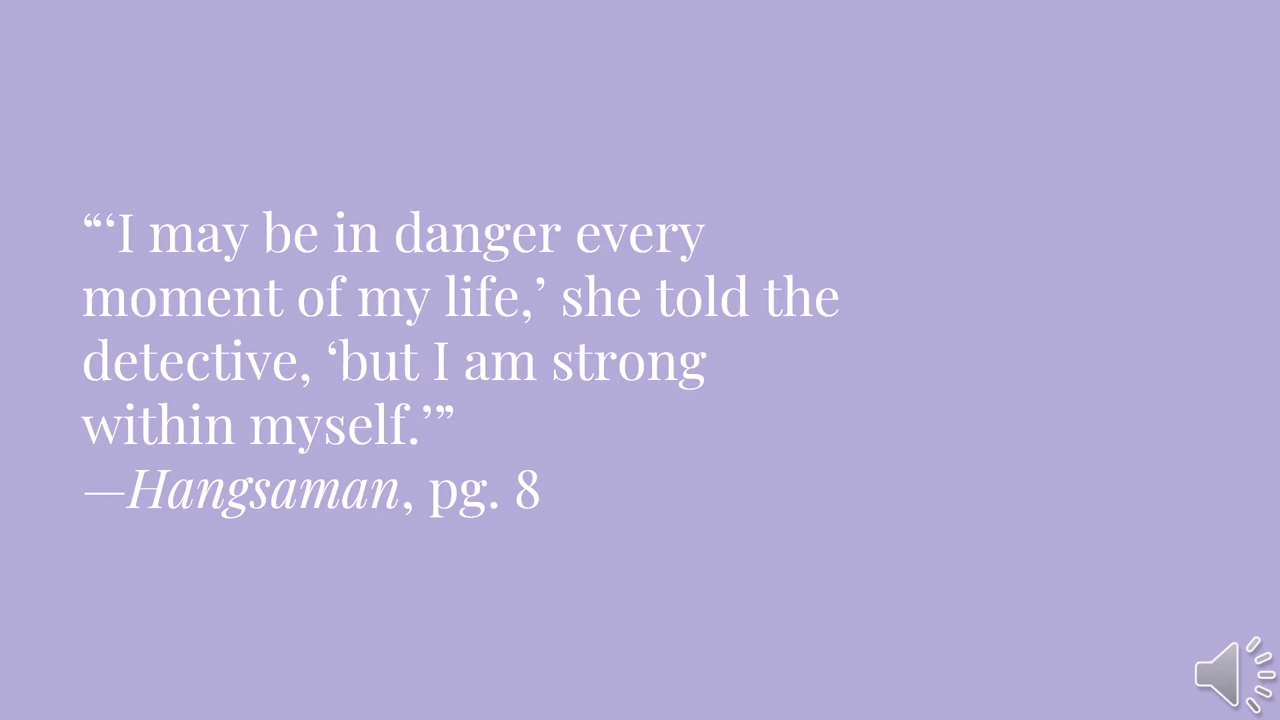 “‘I may be in danger every
moment of my life,’ she told the
detective, ‘but I am strong
within myself.’”
—Hangsaman, pg. 8